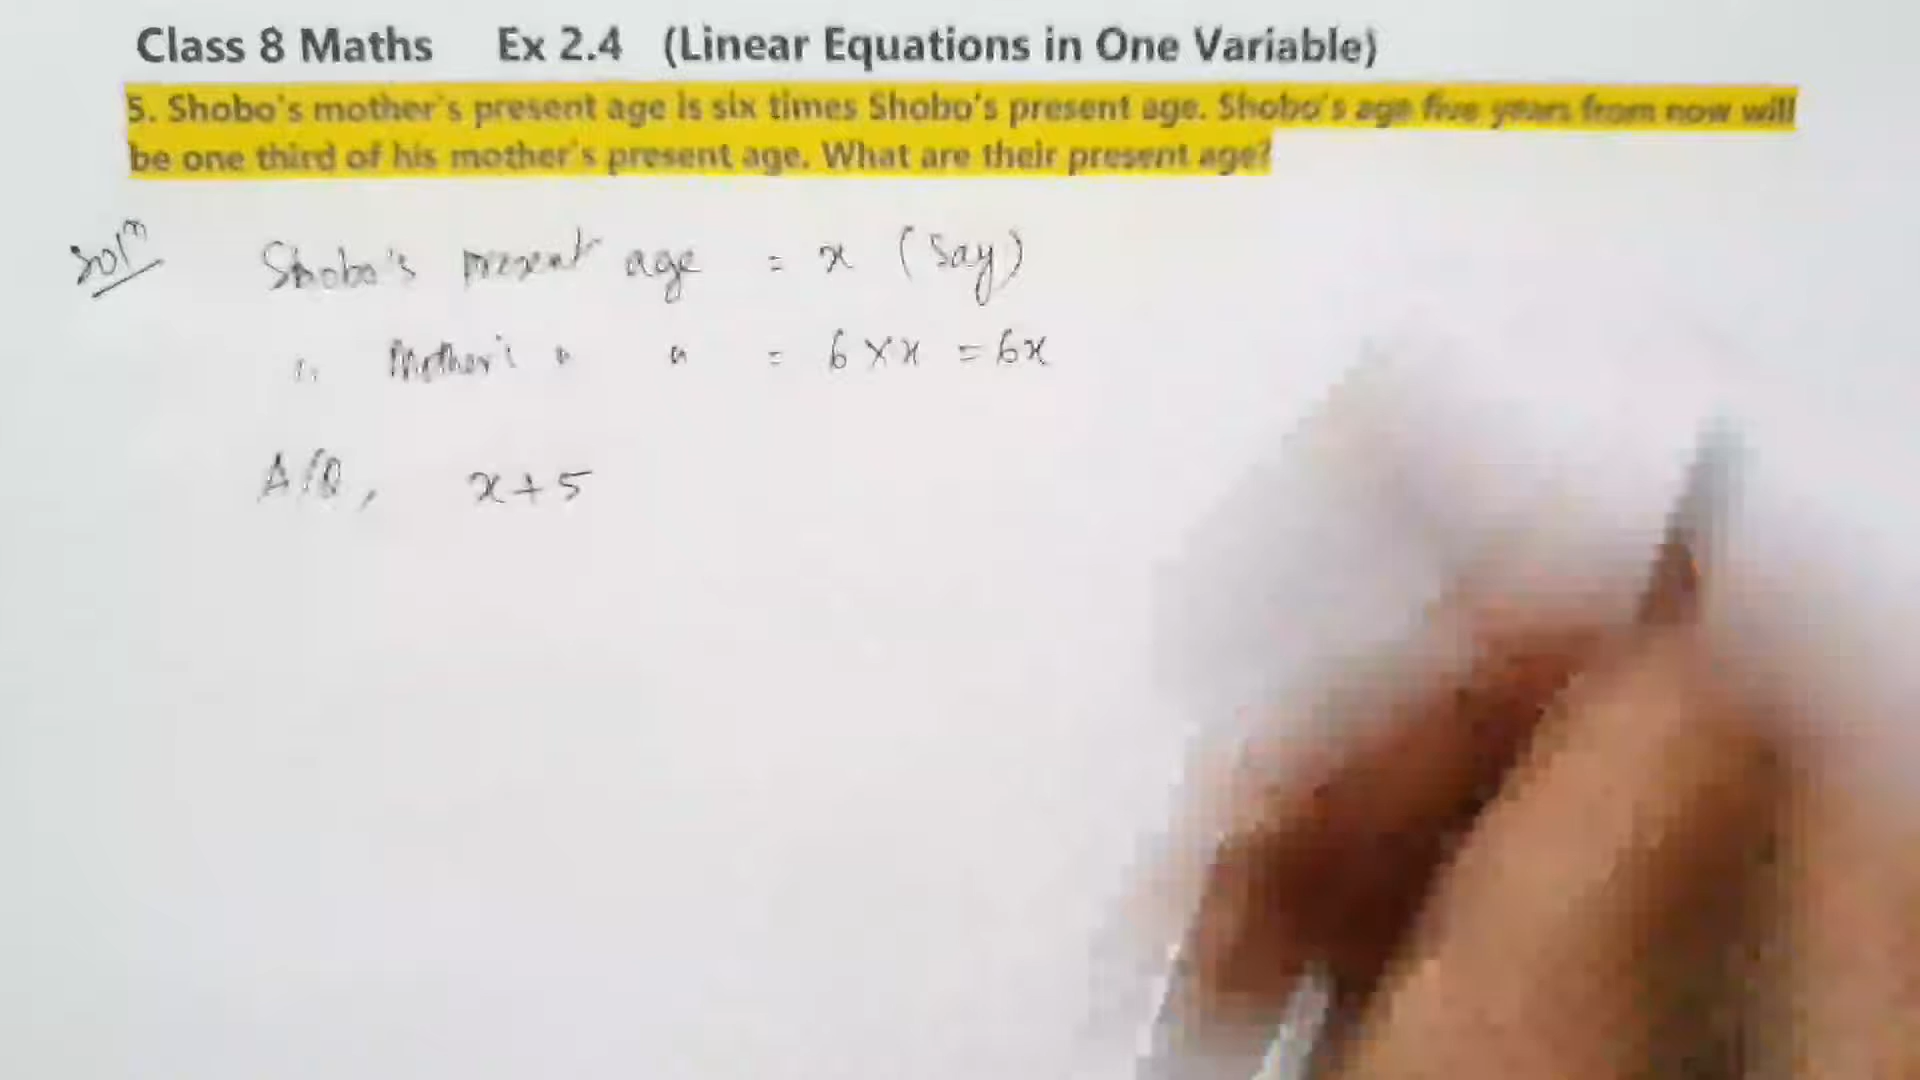 Class 8 Maths Ex 2.4 (Linear Equations in One Variable)
5. Shobo's mother's present age is six times Shobo's present age. Shobo's age five years from now will
be one third of his mother's present age. What are their present age?
Solⁿ Shobo's present age = x (Say)
" Mother's " " = 6 × x = 6x
A/Q, x + 5